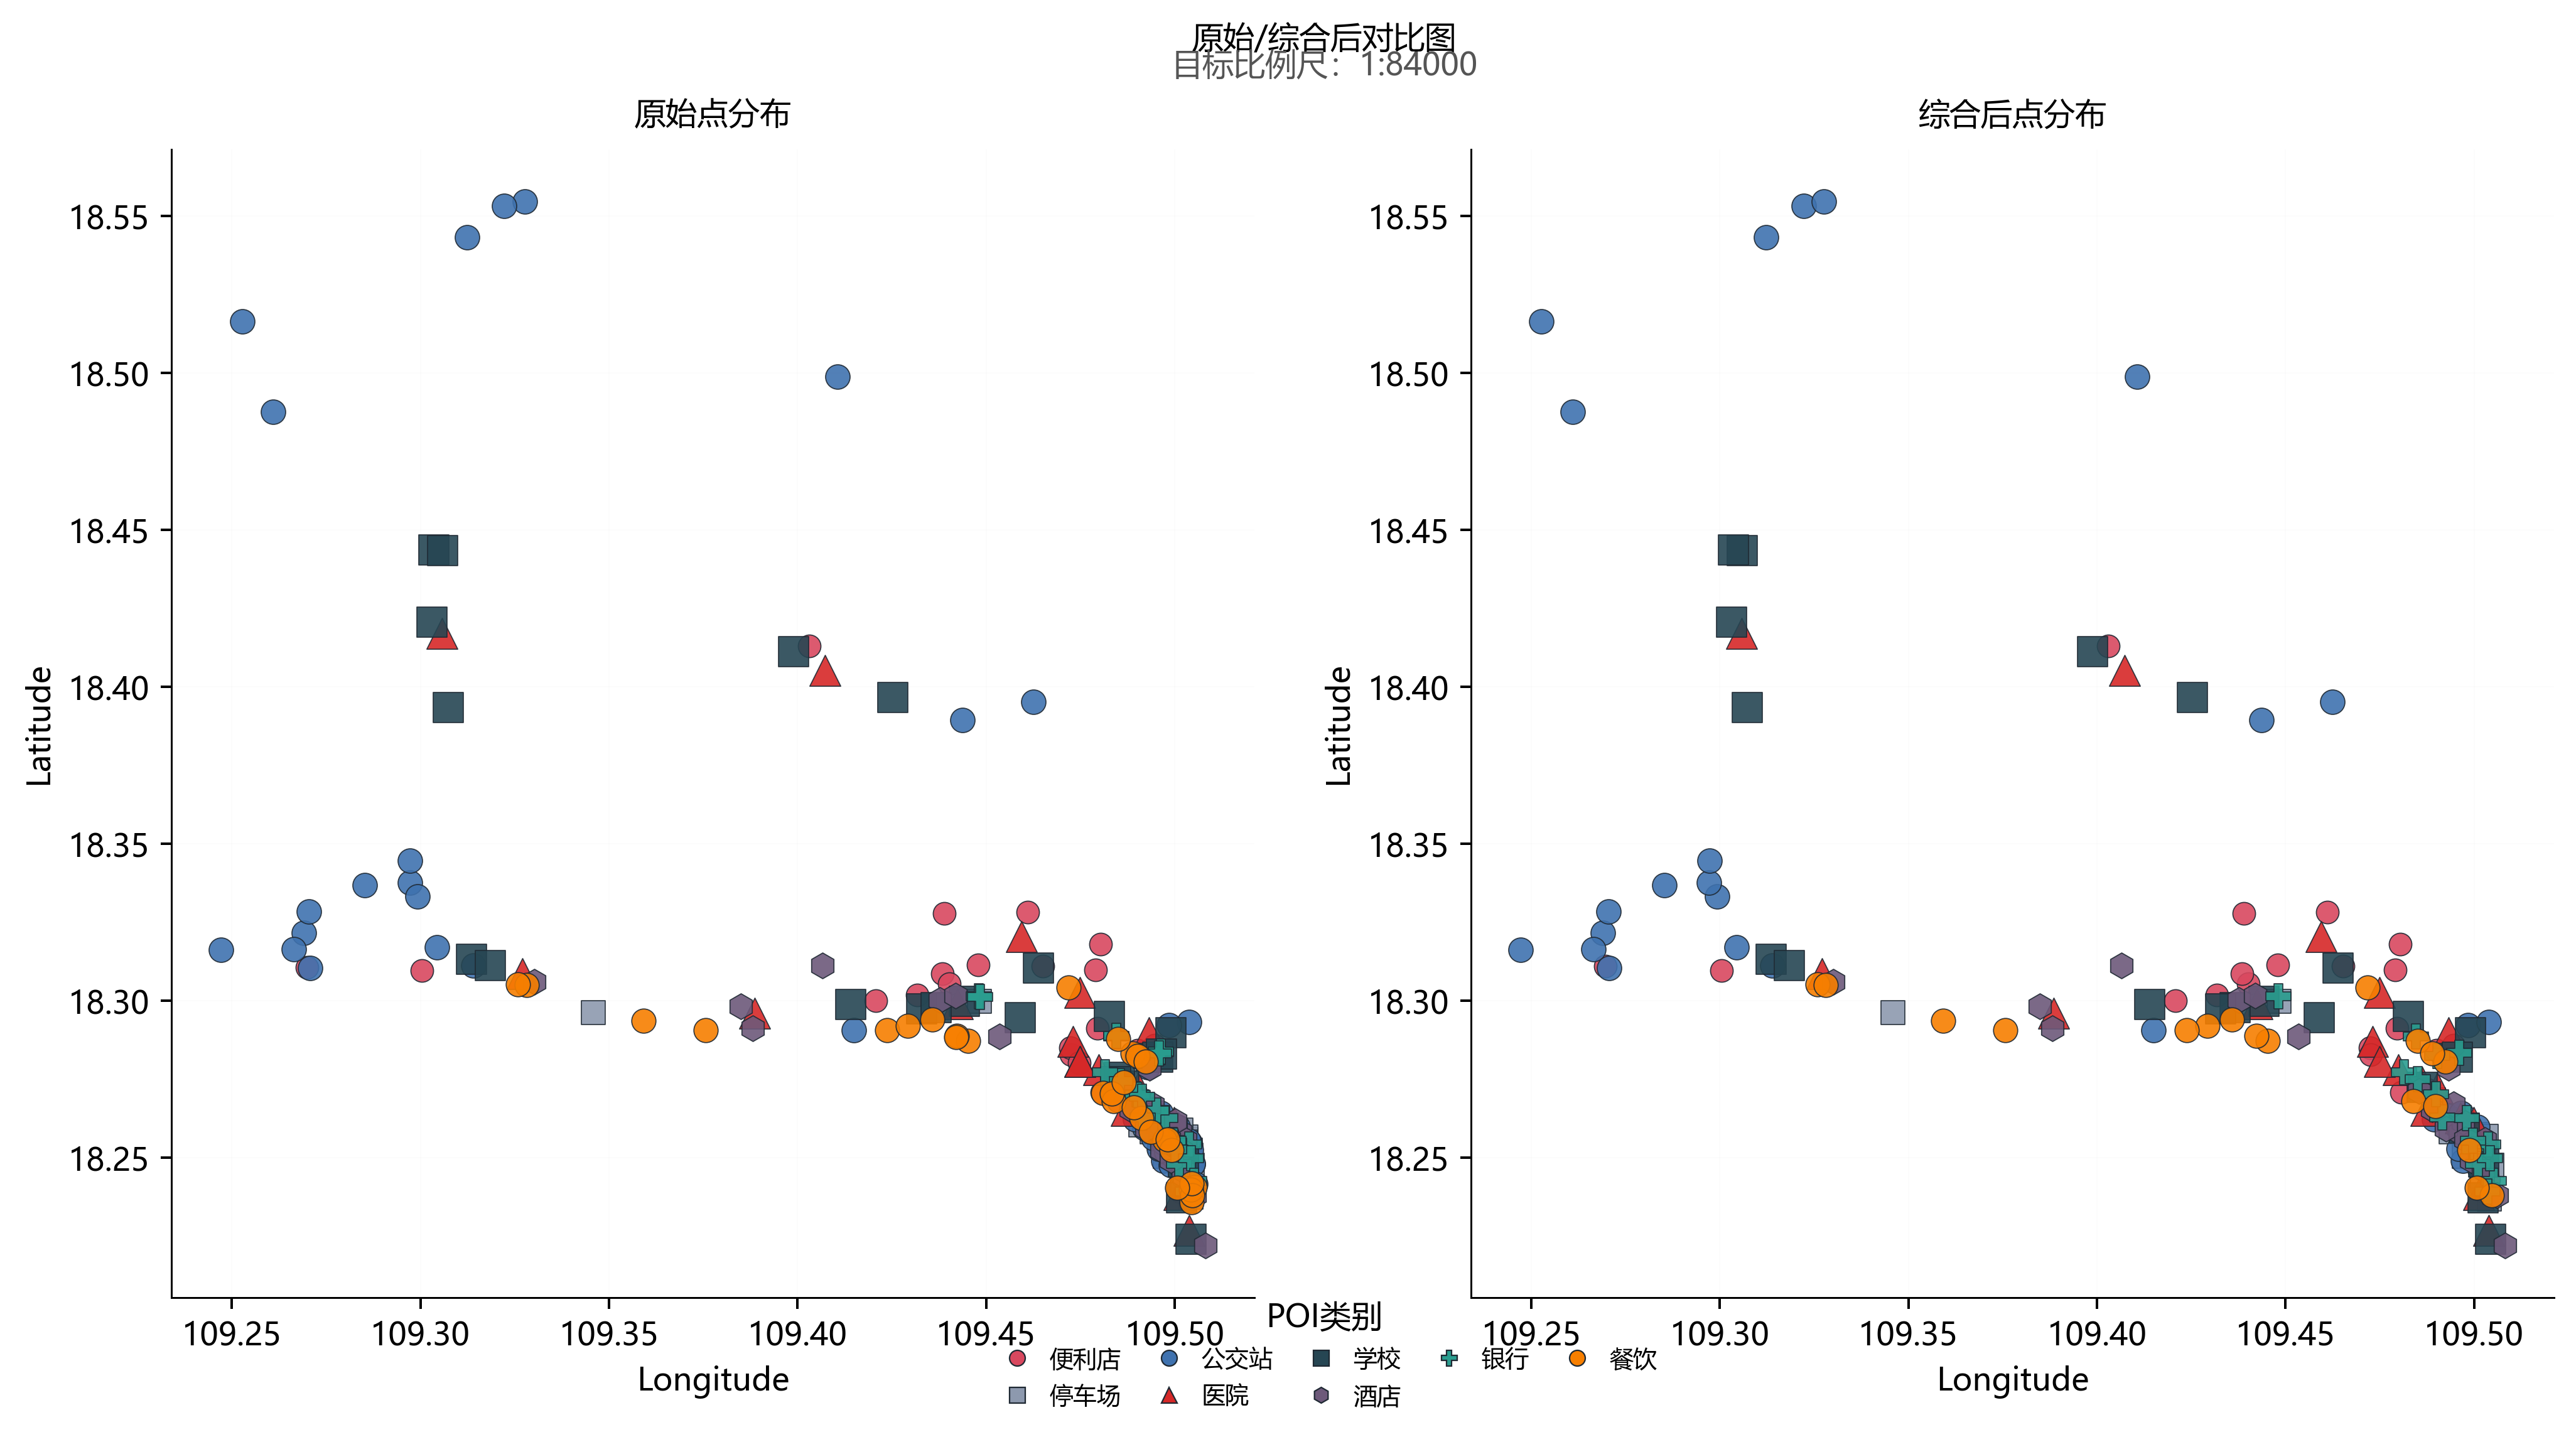 原始/综合后对比图
目标比例尺：1:84000
原始点分布
综合后点分布
18.55
18.50
18.45
18.40
18.35
18.30
18.25
Latitude
109.25 109.30 109.35 109.40 109.45 109.50
Longitude
18.55
18.50
18.45
18.40
18.35
18.30
18.25
Latitude
109.25 109.30 109.35 109.40 109.45 109.50
Longitude
POI类别
便利店 公交站 学校 银行 餐饮
停车场 医院 酒店